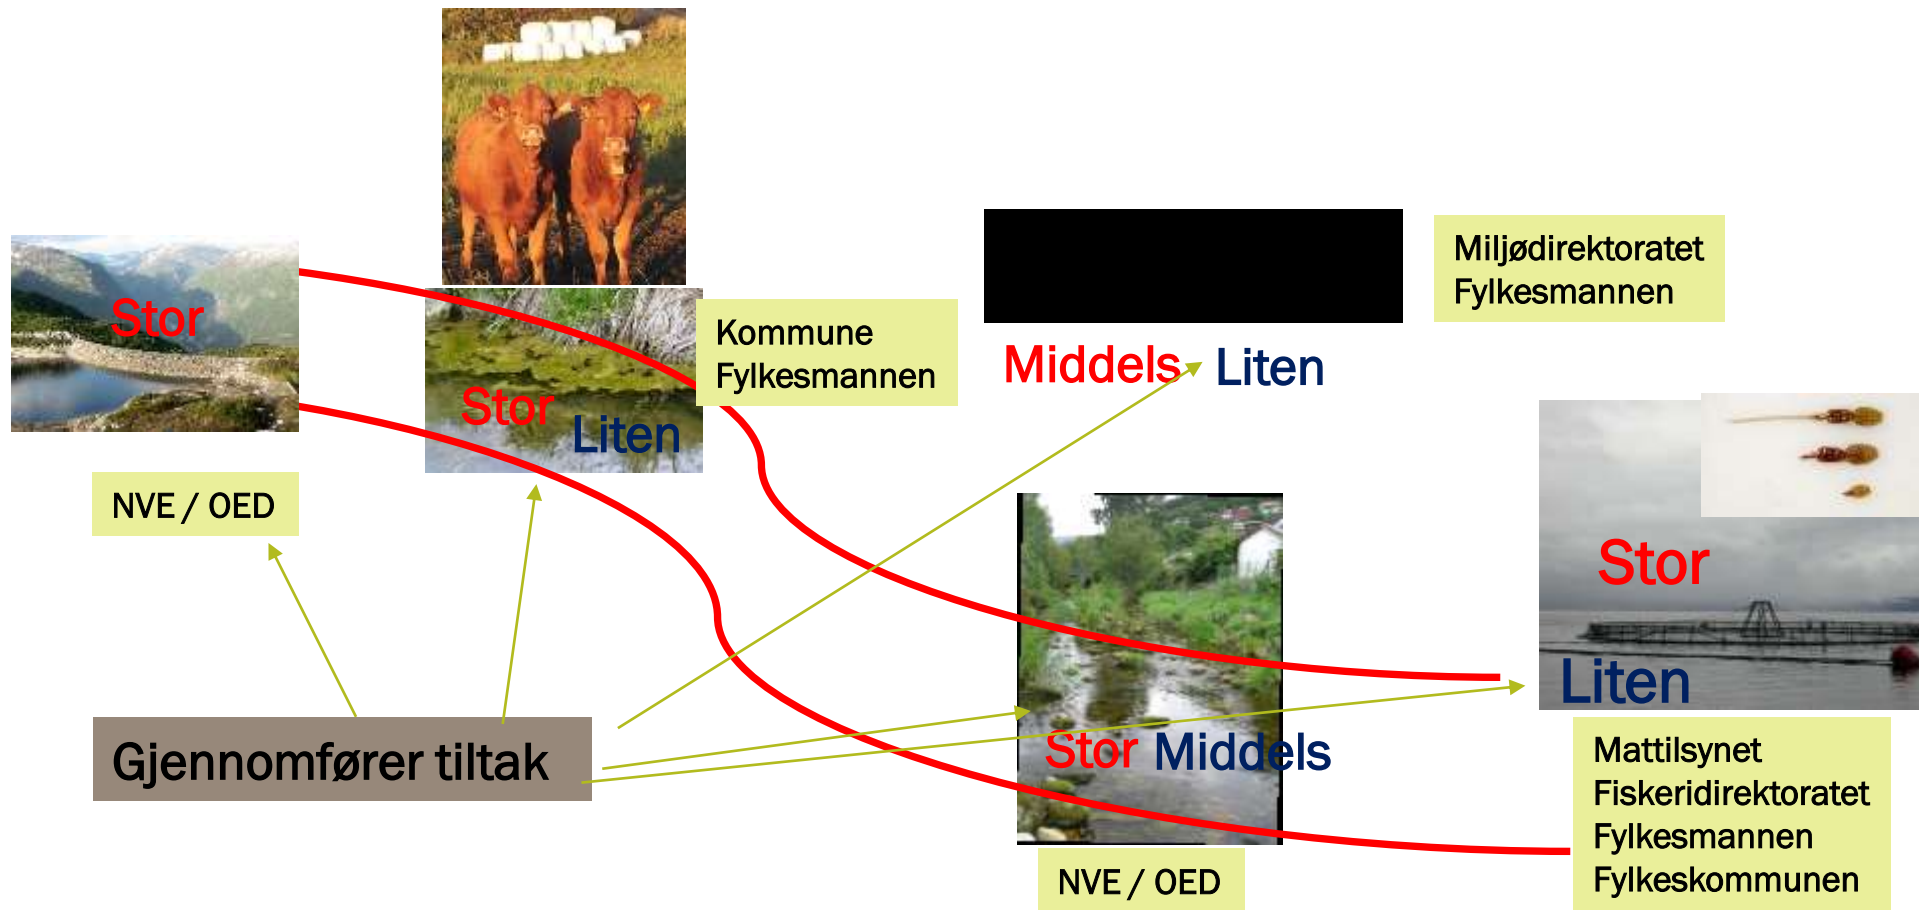 Stor
NVE / OED
Stor
Liten
Kommune
Fylkesmannen
Middels
Liten
Miljødirektoratet
Fylkesmannen
Stor
Liten
Gjennomfører tiltak
Stor
Middels
NVE / OED
Mattilsynet
Fiskeridirektoratet
Fylkesmannen
Fylkeskommunen